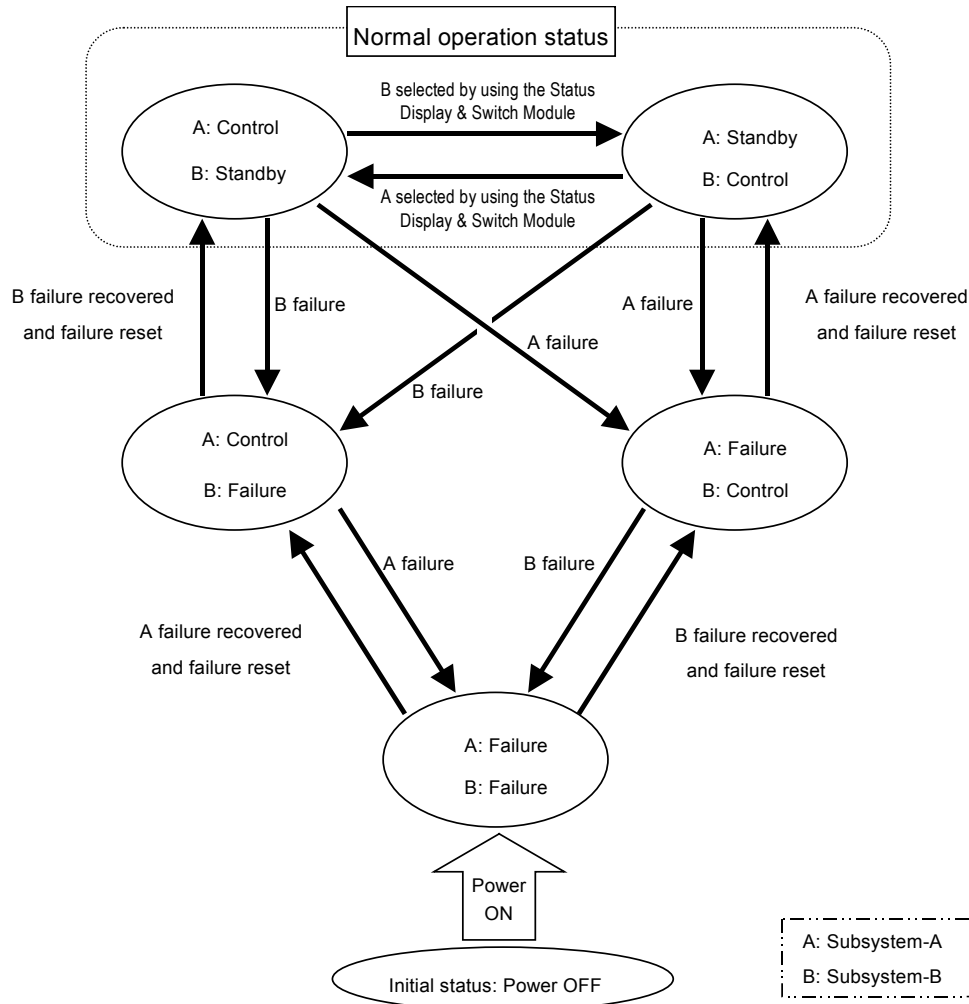 Normal operation status
B selected by using the Status
Display & Switch Module
A: Control
B: Standby
A: Standby
B: Control
A selected by using the Status
Display & Switch Module
B failure recovered
and failure reset
B failure
A failure
A failure
A failure recovered
and failure reset
B failure
A: Control
B: Failure
A: Failure
B: Control
A failure
B failure
A failure recovered
and failure reset
B failure recovered
and failure reset
A: Failure
B: Failure
Power
ON
Initial status: Power OFF
A: Subsystem-A
B: Subsystem-B